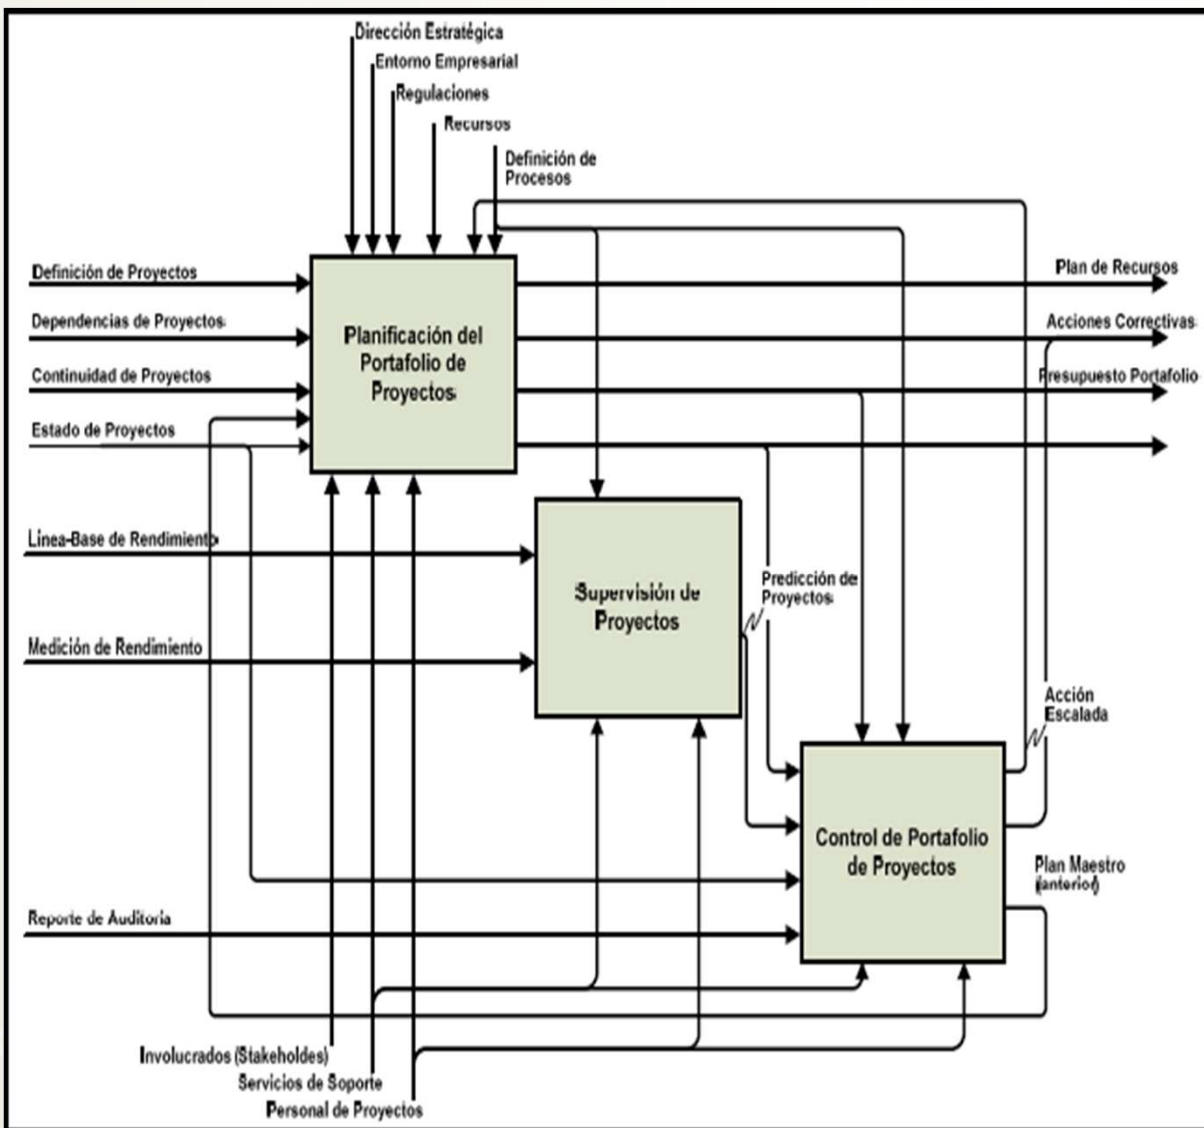 Dirección Estratégica
Entorno Empresarial
Regulaciones
Recursos
Definición de
Procesos
Definición de Proyectos
Dependencias de Proyectos
Continuidad de Proyectos
Estado de Proyectos
Planificación del
Portafolio de
Proyectos
Plan de Recursos
Acciones Correctivas
Presupuesto Portafolio
Linea-Base de Rendimiento
Medición de Rendimiento
Supervisión de
Proyectos
Predicción de
Proyectos
Acción
Escalada
Control de Portafolio
de Proyectos
Plan Maestro
(anterior)
Reporte de Auditoria
Involucrados (Stakeholdes)
Servicios de Soporte
Personal de Proyectos